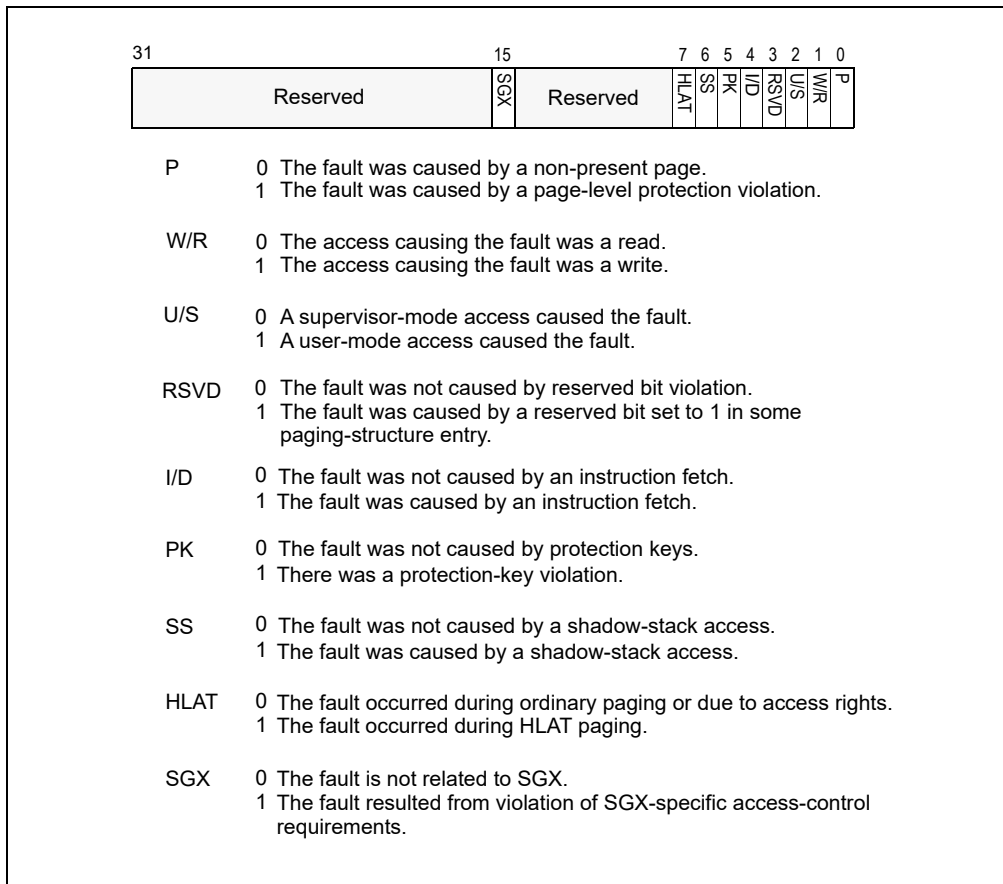 31 15 7 6 5 4 3 2 1 0
Reserved SGX Reserved HLAT SS PK I/D RSVD U/S W/R P
P 0 The fault was caused by a non-present page.
1 The fault was caused by a page-level protection violation.
W/R 0 The access causing the fault was a read.
1 The access causing the fault was a write.
U/S 0 A supervisor-mode access caused the fault.
1 A user-mode access caused the fault.
RSVD 0 The fault was not caused by reserved bit violation.
1 The fault was caused by a reserved bit set to 1 in some
paging-structure entry.
I/D 0 The fault was not caused by an instruction fetch.
1 The fault was caused by an instruction fetch.
PK 0 The fault was not caused by protection keys.
1 There was a protection-key violation.
SS 0 The fault was not caused by a shadow-stack access.
1 The fault was caused by a shadow-stack access.
HLAT 0 The fault occurred during ordinary paging or due to access rights.
1 The fault occurred during HLAT paging.
SGX 0 The fault is not related to SGX.
1 The fault resulted from violation of SGX-specific access-control
requirements.